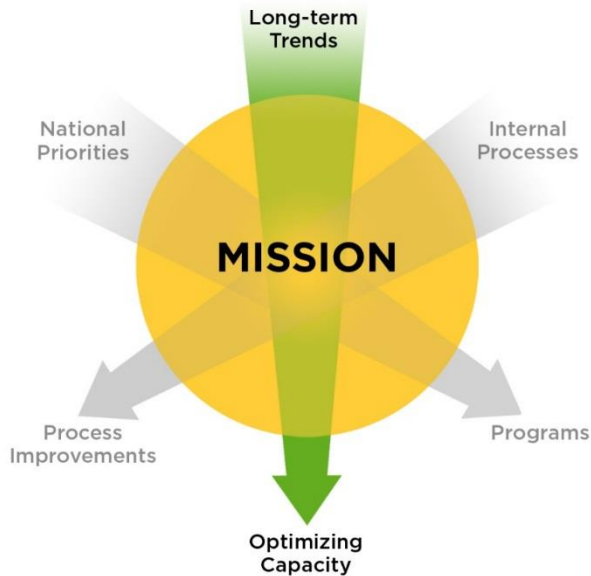 Long-term
Trends
National
Priorities
Internal
Processes
MISSION
Process
Improvements
Programs
Optimizing
Capacity